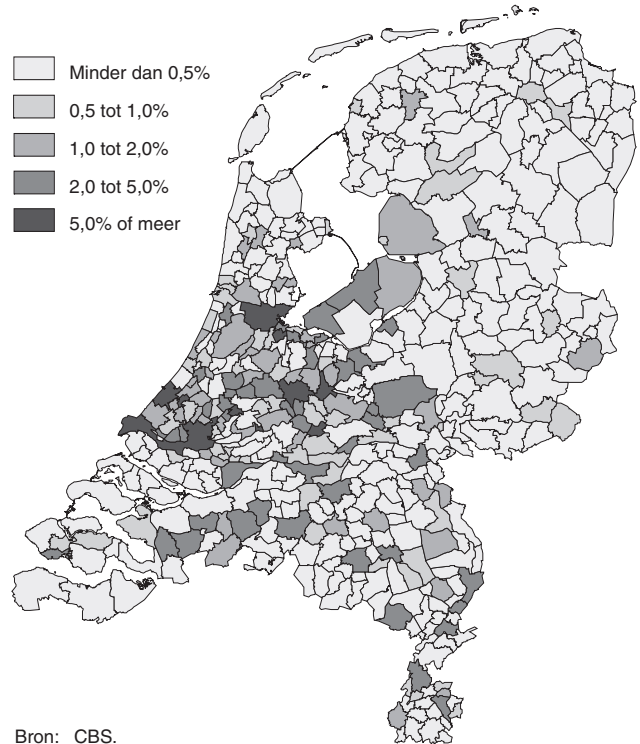 Minder dan 0,5%
0,5 tot 1,0%
1,0 tot 2,0%
2,0 tot 5,0%
5,0% of meer
Bron: CBS.